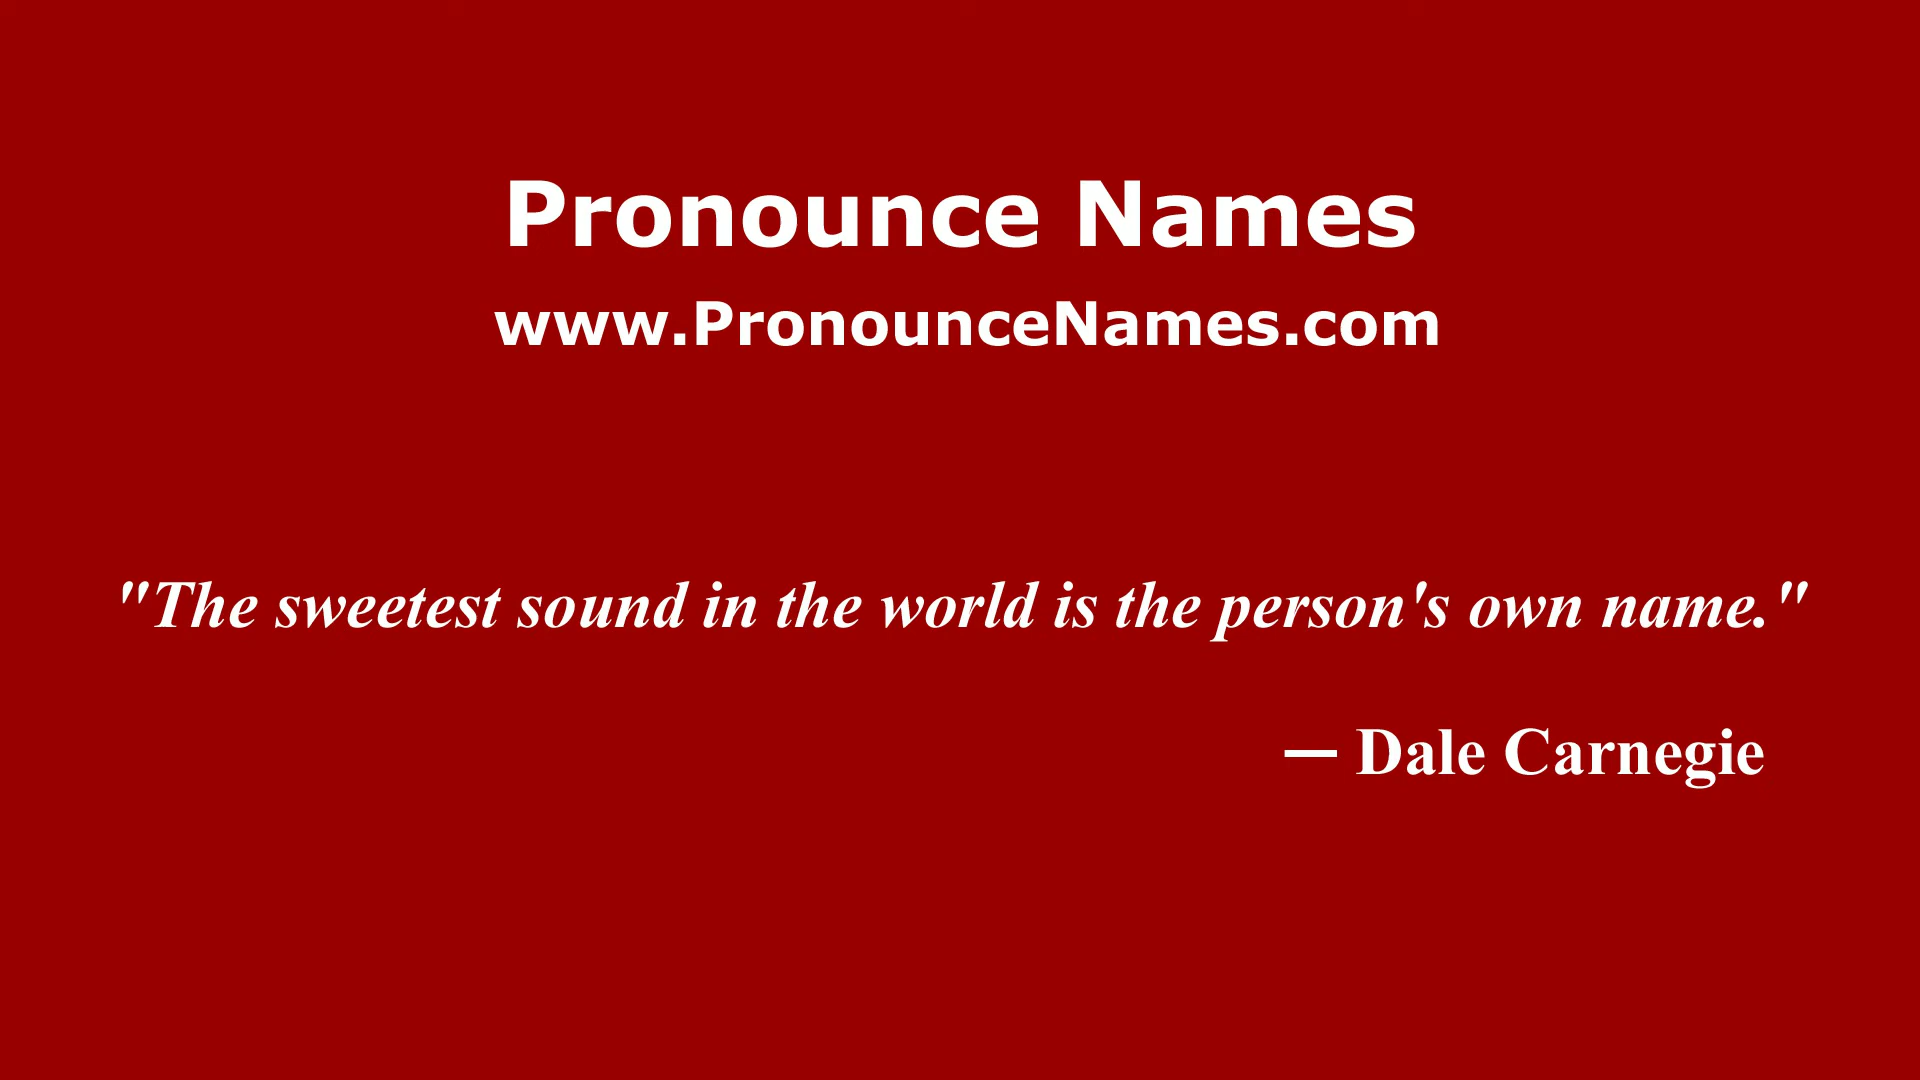 Pronounce Names
www.PronounceNames.com
"The sweetest sound in the world is the person's own name."
— Dale Carnegie